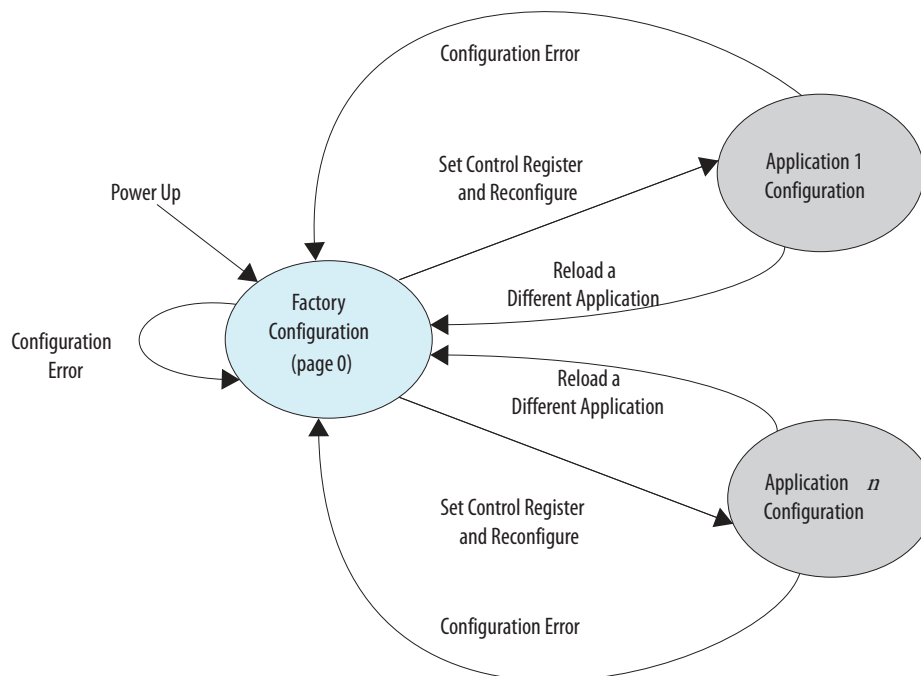 Configuration Error
Set Control Register
and Reconfigure
Application 1
Configuration
Power Up
Reload a
Different Application
Factory
Configuration
(page 0)
Configuration
Error
Reload a
Different Application
Application n
Configuration
Set Control Register
and Reconfigure
Configuration Error